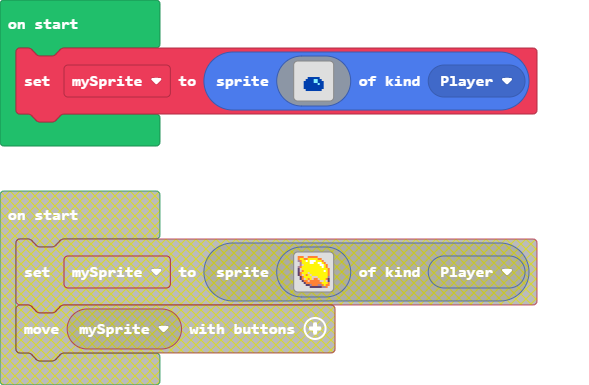 on start
set mySprite to sprite of kind Player
on start
set mySprite to sprite of kind Player
move mySprite with buttons